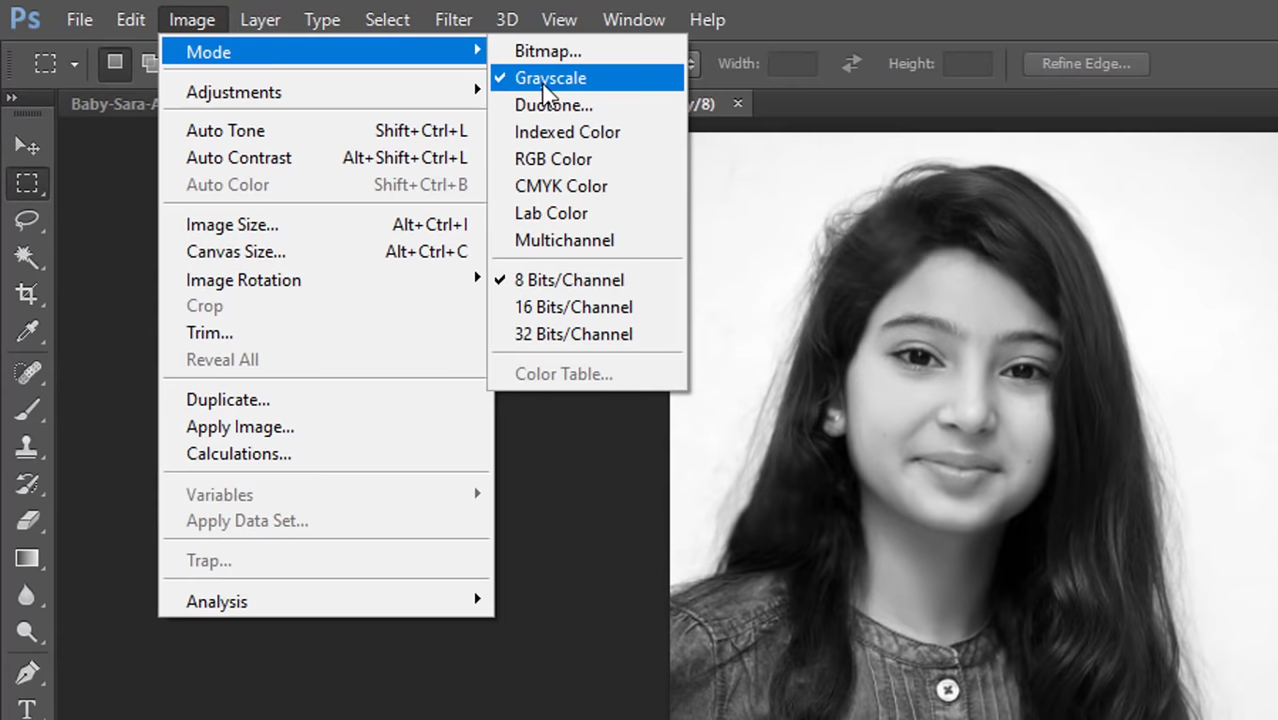 Ps File Edit Image Layer Type Select Filter 3D View Window Help
Width: Height: Refine Edge...
Baby-Sara-A
y/8) ×
Mode
Adjustments
Auto Tone Shift+Ctrl+L
Auto Contrast Alt+Shift+Ctrl+L
Auto Color Shift+Ctrl+B
Image Size... Alt+Ctrl+I
Canvas Size... Alt+Ctrl+C
Image Rotation
Crop
Trim...
Reveal All
Duplicate...
Apply Image...
Calculations...
Variables
Apply Data Set...
Trap...
Analysis
Bitmap...
Grayscale
Duotone...
Indexed Color
RGB Color
CMYK Color
Lab Color
Multichannel
8 Bits/Channel
16 Bits/Channel
32 Bits/Channel
Color Table...
T